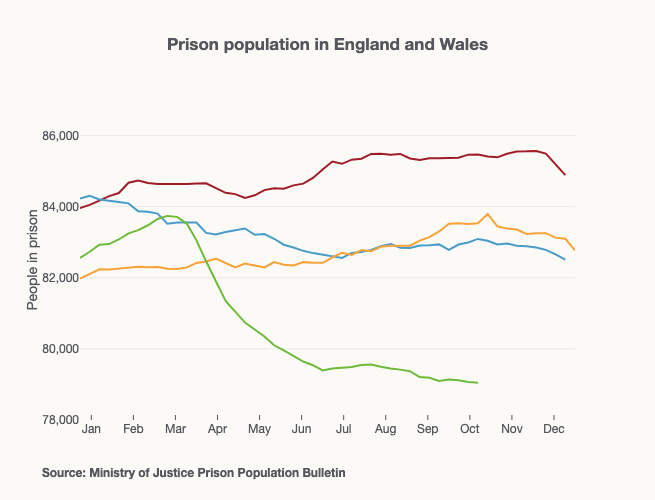 Prison population in England and Wales
People in prison
86,000
84,000
82,000
80,000
78,000
Jan Feb Mar Apr May Jun Jul Aug Sep Oct Nov Dec
Source: Ministry of Justice Prison Population Bulletin